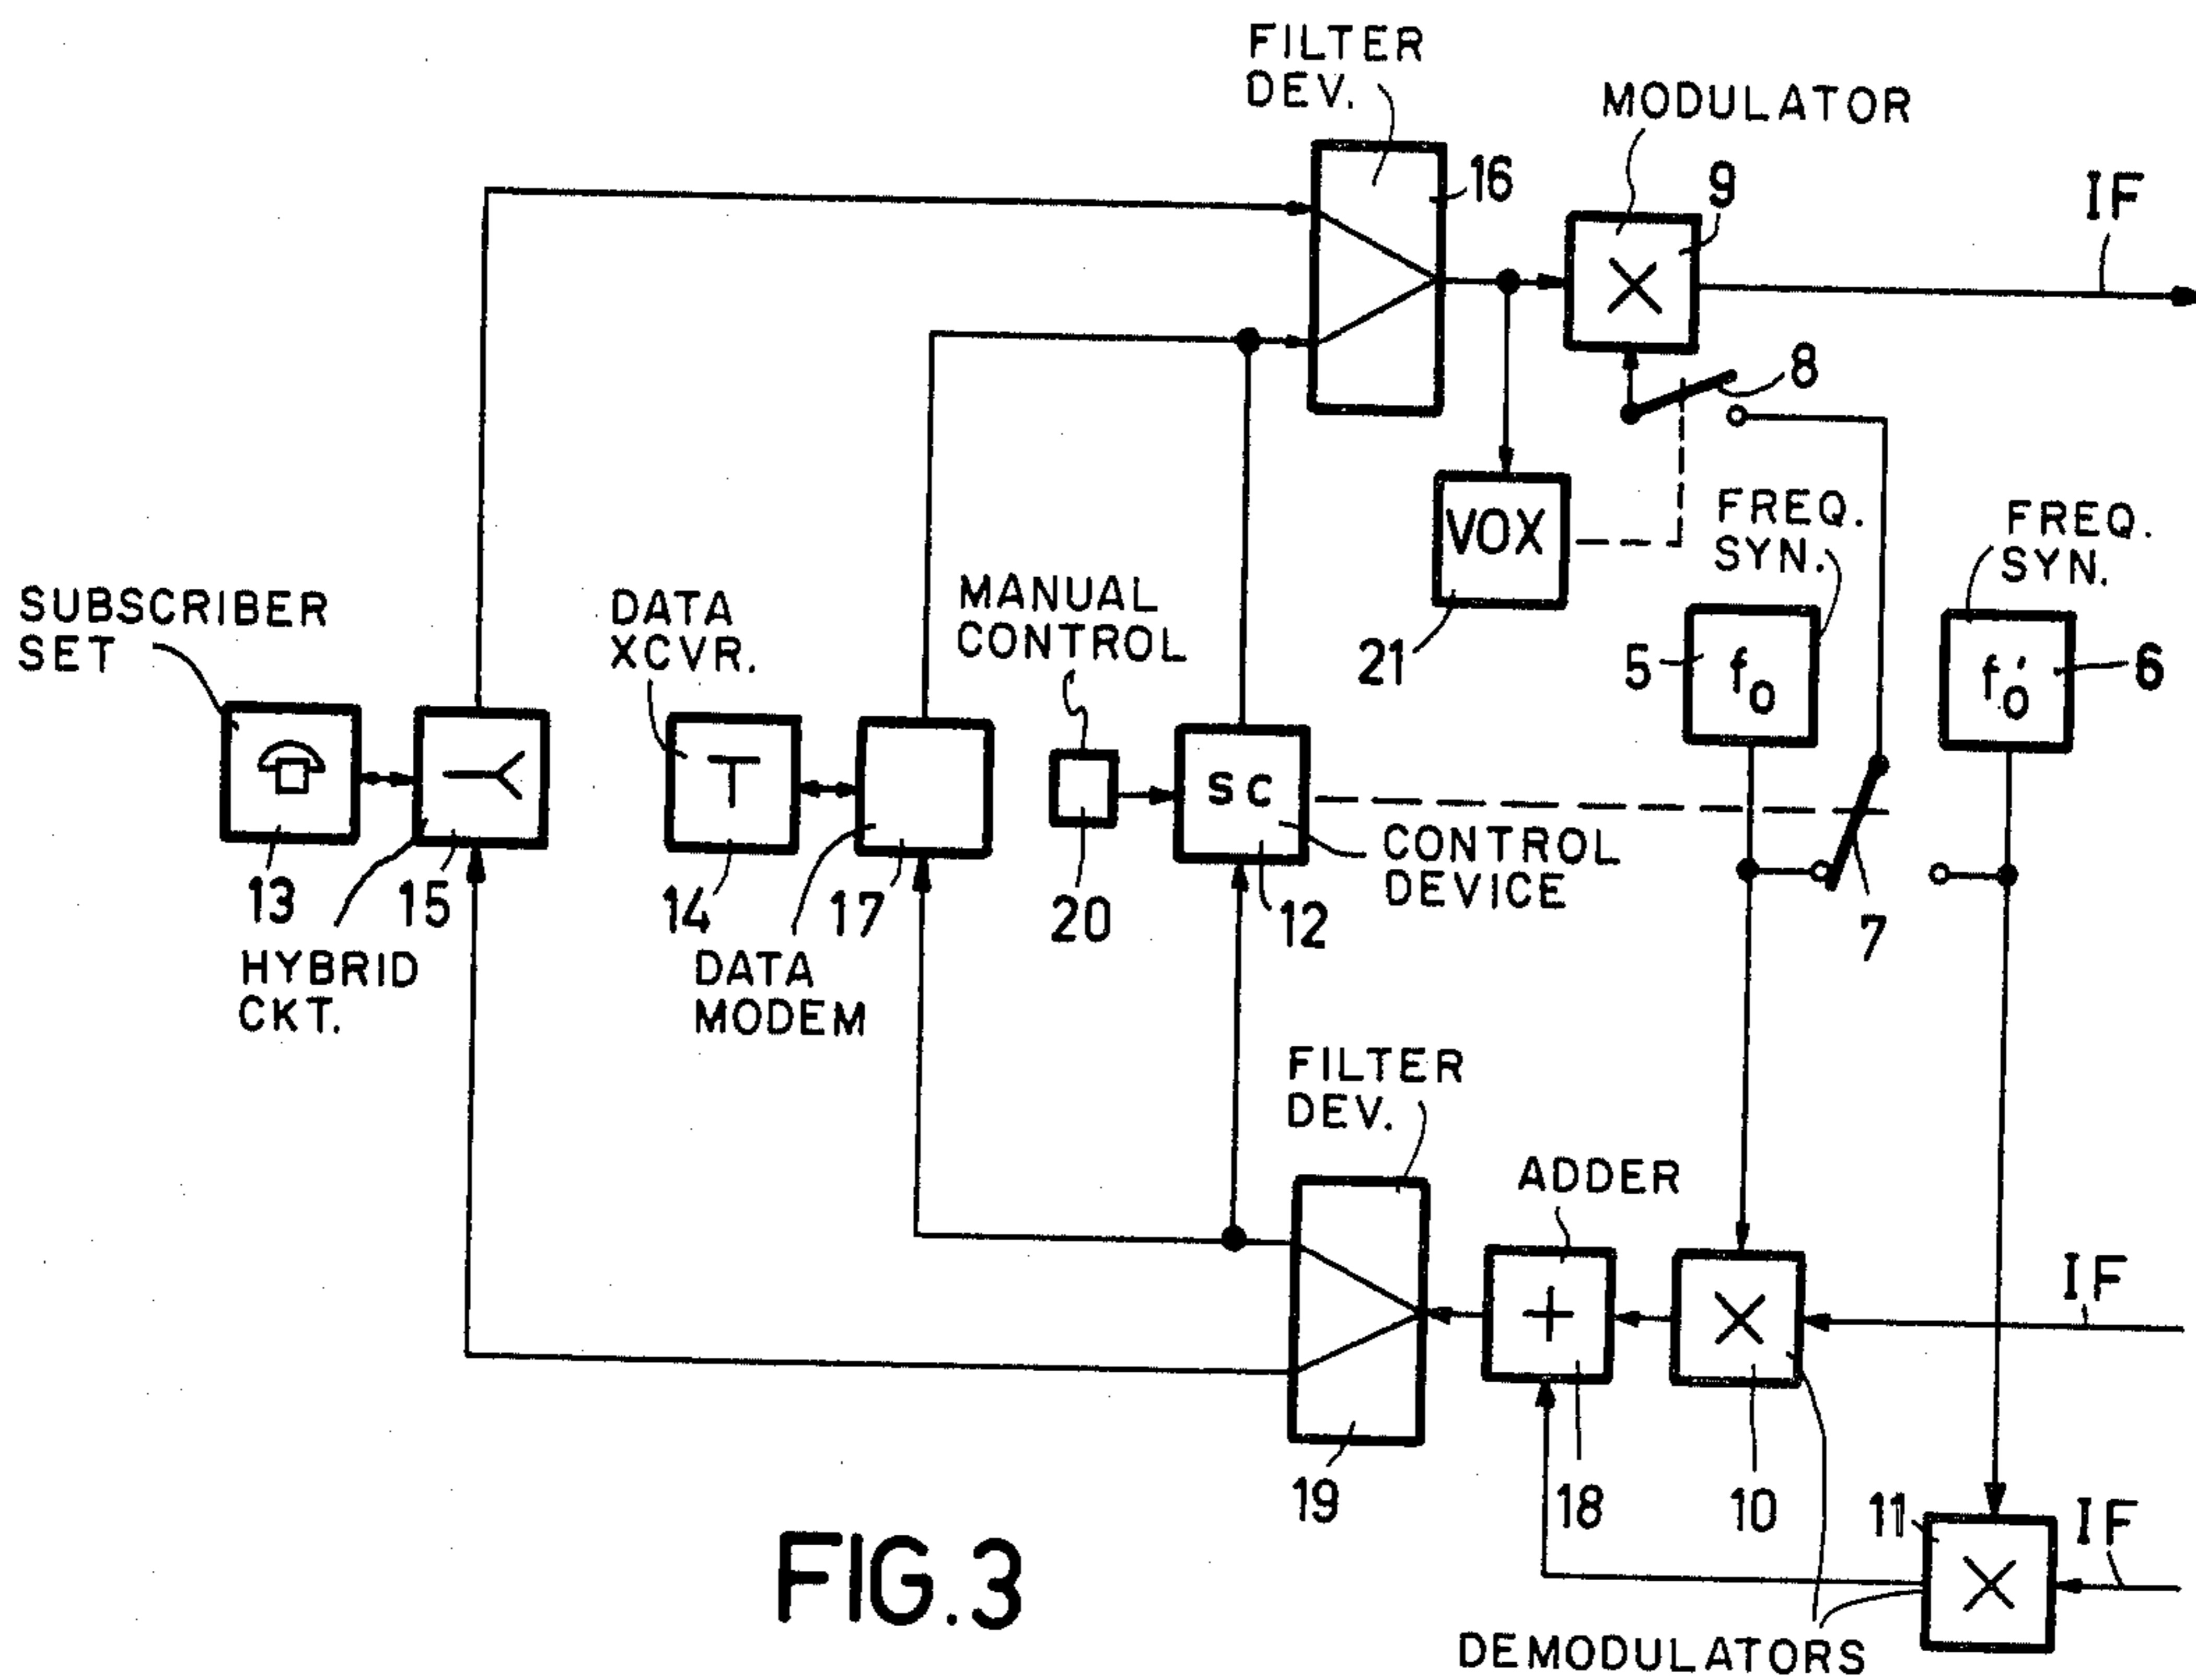 FILTER
DEV.
MODULATOR
16
9
IF
8
VOX
FREQ.
SYN.
FREQ.
SYN.
SUBSCRIBER
SET
DATA
XCVR.
MANUAL
CONTROL
21
5
fo
fo'
6
T
SC
CONTROL
DEVICE
13
15
14
17
20
12
7
HYBRID
CKT.
DATA
MODEM
FILTER
DEV.
ADDER
+
X
X
X
IF
19
18
10
11
IF
FIG.3
DEMODULATORS